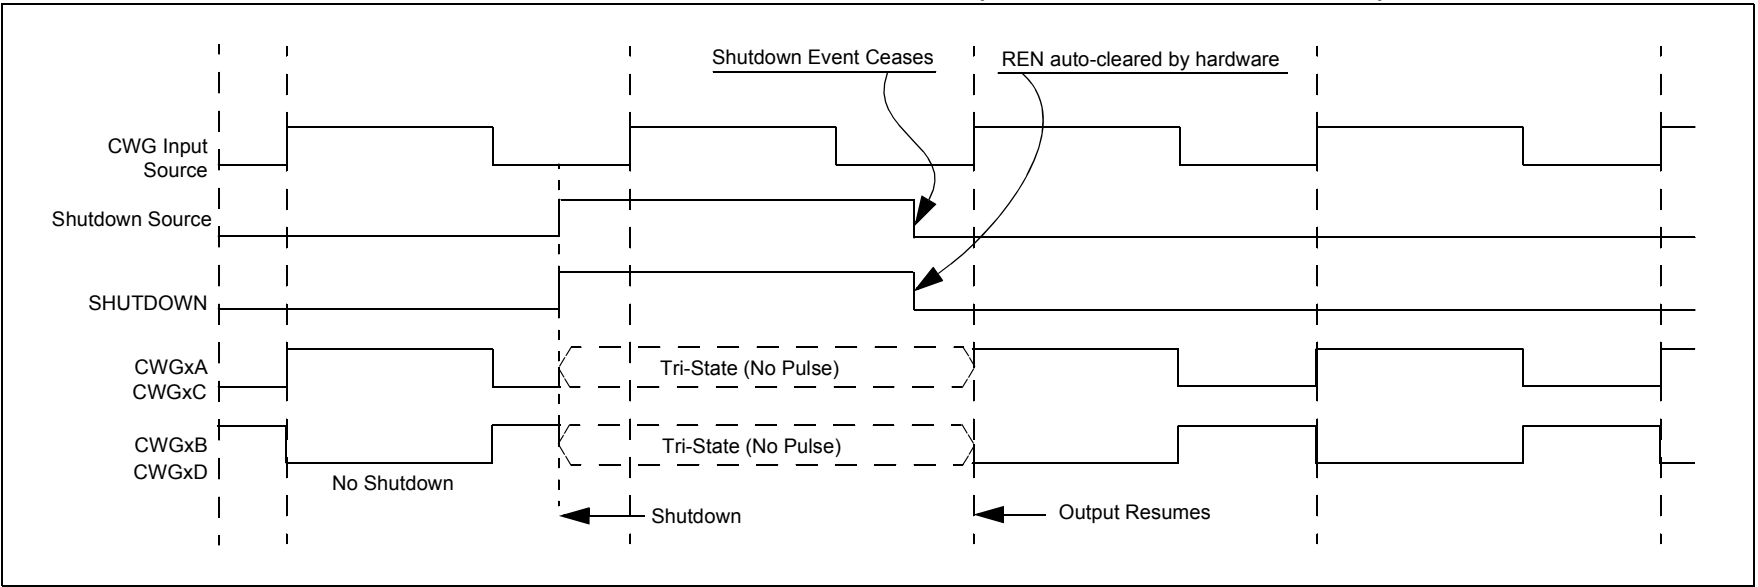 Shutdown Event Ceases
REN auto-cleared by hardware
CWG Input
Source
Shutdown Source
SHUTDOWN
CWGxA
CWGxC
Tri-State (No Pulse)
CWGxB
CWGxD
Tri-State (No Pulse)
No Shutdown
Shutdown
Output Resumes